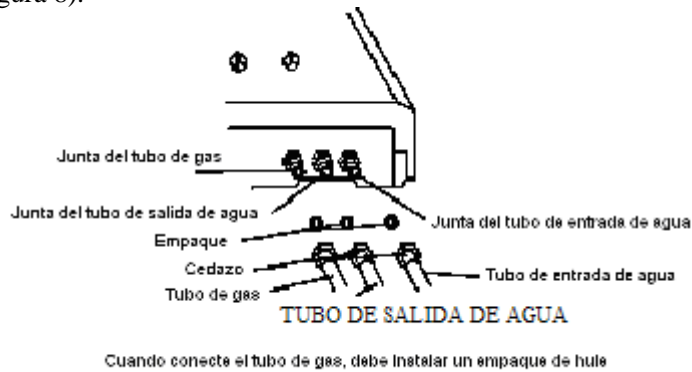 gura 8).
Junta del tubo de gas
Junta del tubo de salida de agua
Junta del tubo de entrada de agua
Empaque
Cedazo
Tubo de entrada de agua
Tubo de gas
TUBO DE SALIDA DE AGUA
Cuando conecte el tubo de gas, debe instalar un empaque de hule